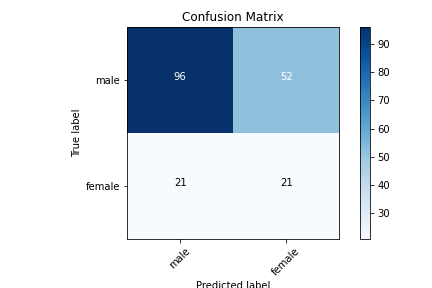 Confusion Matrix
male
96
52
True label
female
21
21
male
female
Predicted label
90
80
70
60
50
40
30